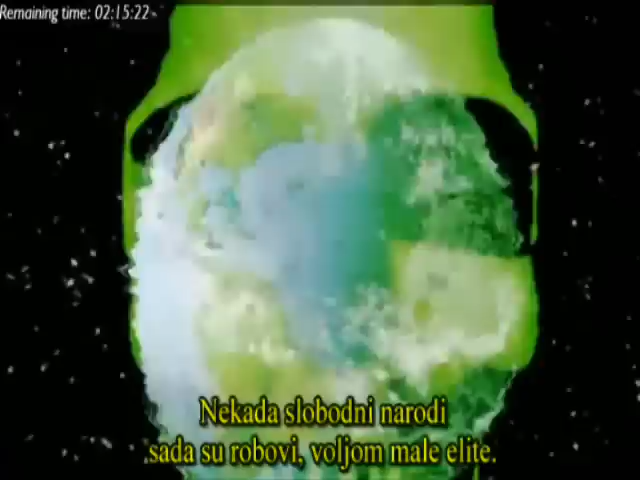 Remaining time: 02:15:22
Nekada slobodni narodi
sada su robovi, voljom male elite.